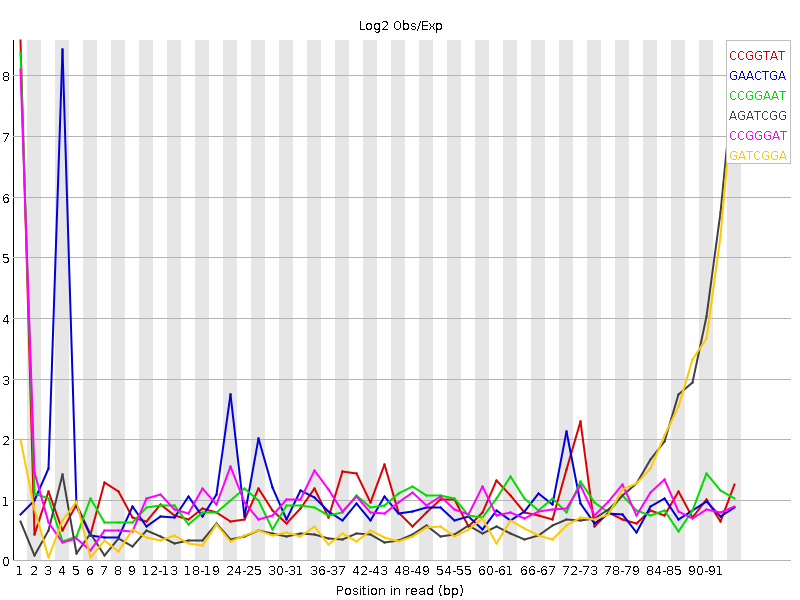 Log2 Obs/Exp
CCGGTAT
GAACTGA
CCGGAAT
AGATCGG
CCGGGAT
GATCGGA
8
7
6
5
4
3
2
1
0
1 2 3 4 5 6 7 8 9 12-13 15-16 18-19 24-25 30-31 36-37 42-43 48-49 54-55 60-61 66-67 72-73 78-79 84-85 90-91
Position in read (bp)